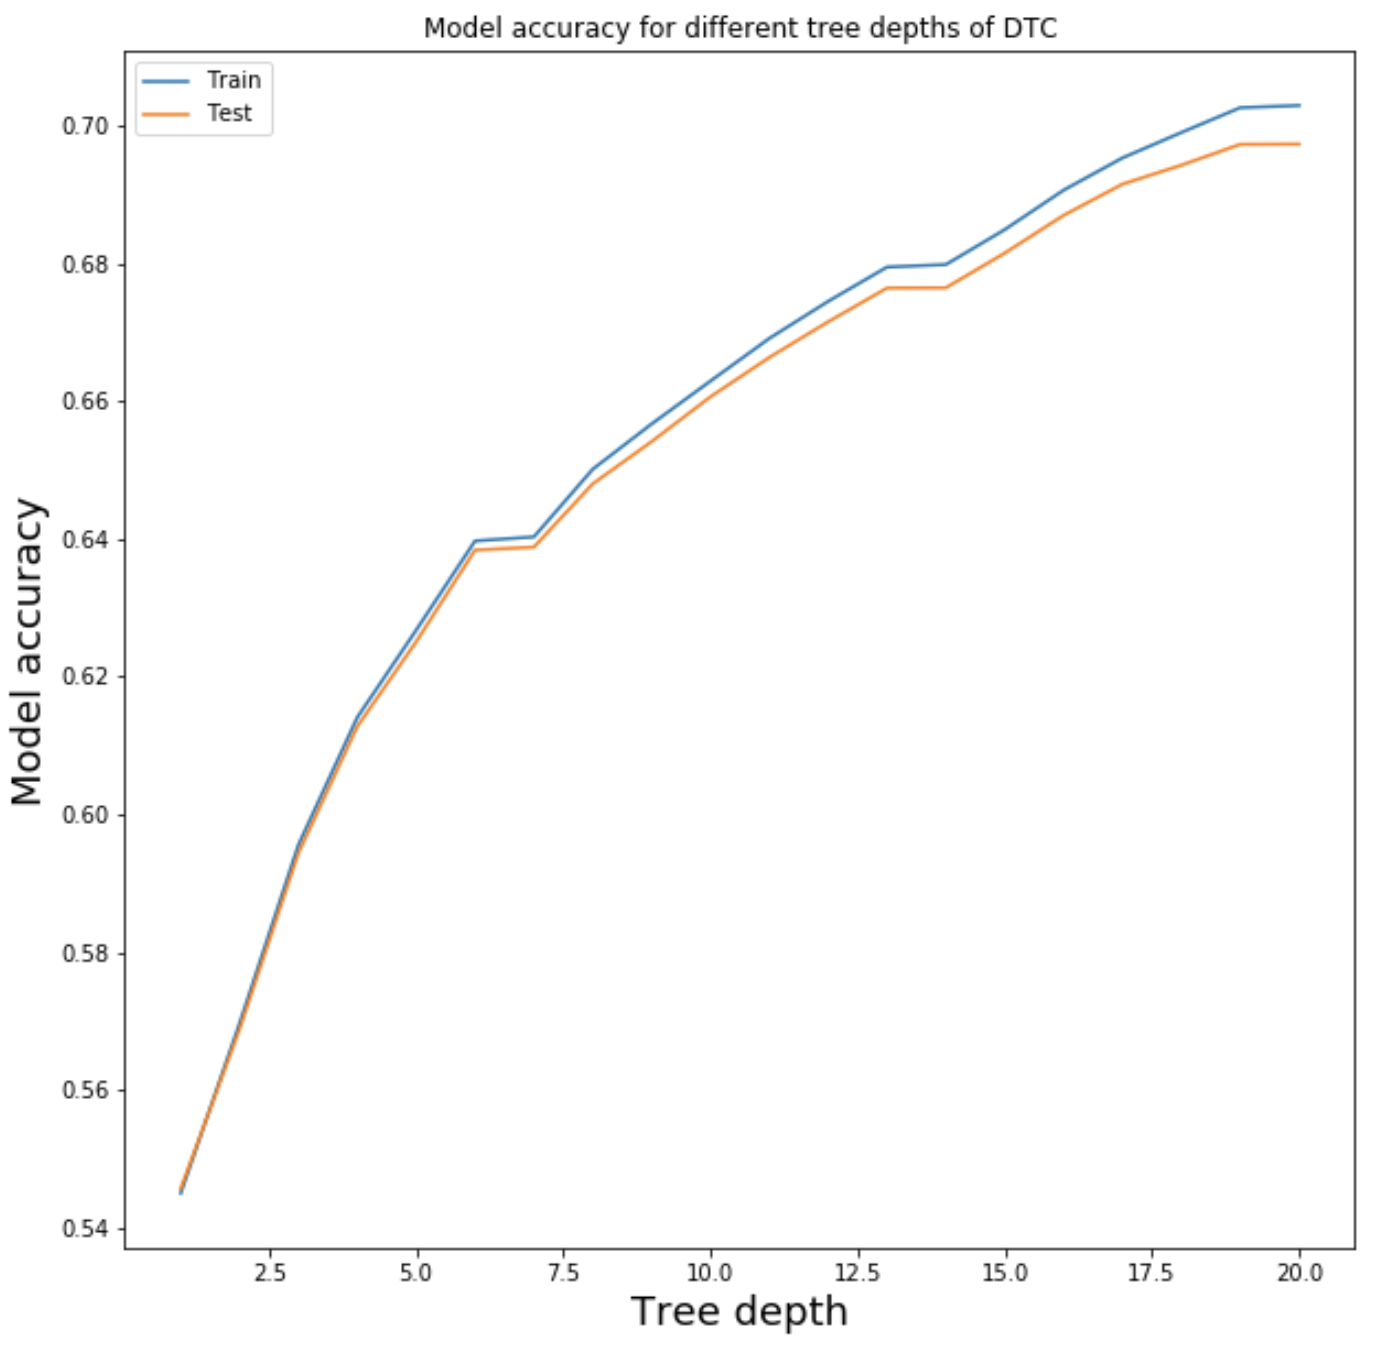 Model accuracy for different tree depths of DTC
Train
Test
0.70
0.68
0.66
0.64
0.62
0.60
0.58
0.56
0.54
Model accuracy
2.5 5.0 7.5 10.0 12.5 15.0 17.5 20.0
Tree depth